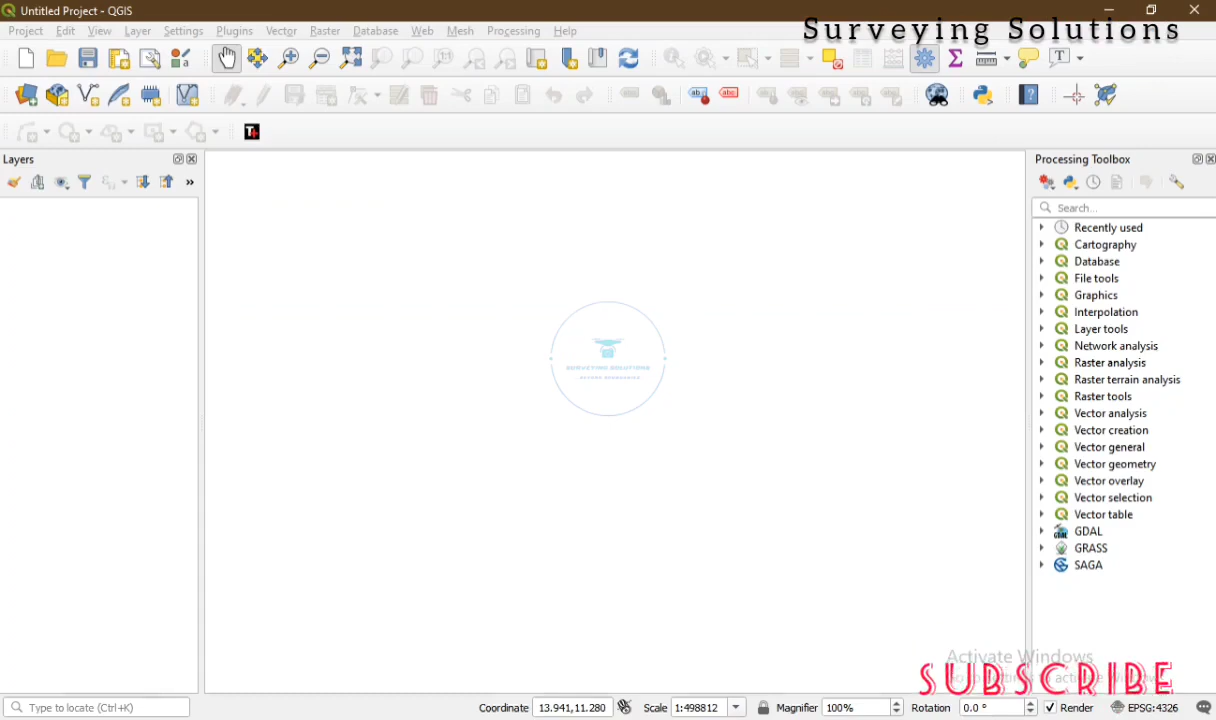 Untitled Project - QGIS
Project Edit View Layer Settings Plugins Vector Raster Database Web Mesh Processing Help
Surveying Solutions
Layers
Processing Toolbox
Search...
Recently used
Cartography
Database
File tools
Graphics
Interpolation
Layer tools
Network analysis
Raster analysis
Raster terrain analysis
Raster tools
Vector analysis
Vector creation
Vector general
Vector geometry
Vector overlay
Vector selection
Vector table
GDAL
GRASS
SAGA
SURVEYING SOLUTIONS
Activate Windows
SUBSCRIBE
Type to locate (Ctrl+K)
Coordinate 13.941,11.280 Scale 1:498812 Magnifier 100% Rotation 0.0 ° Render EPSG:4326